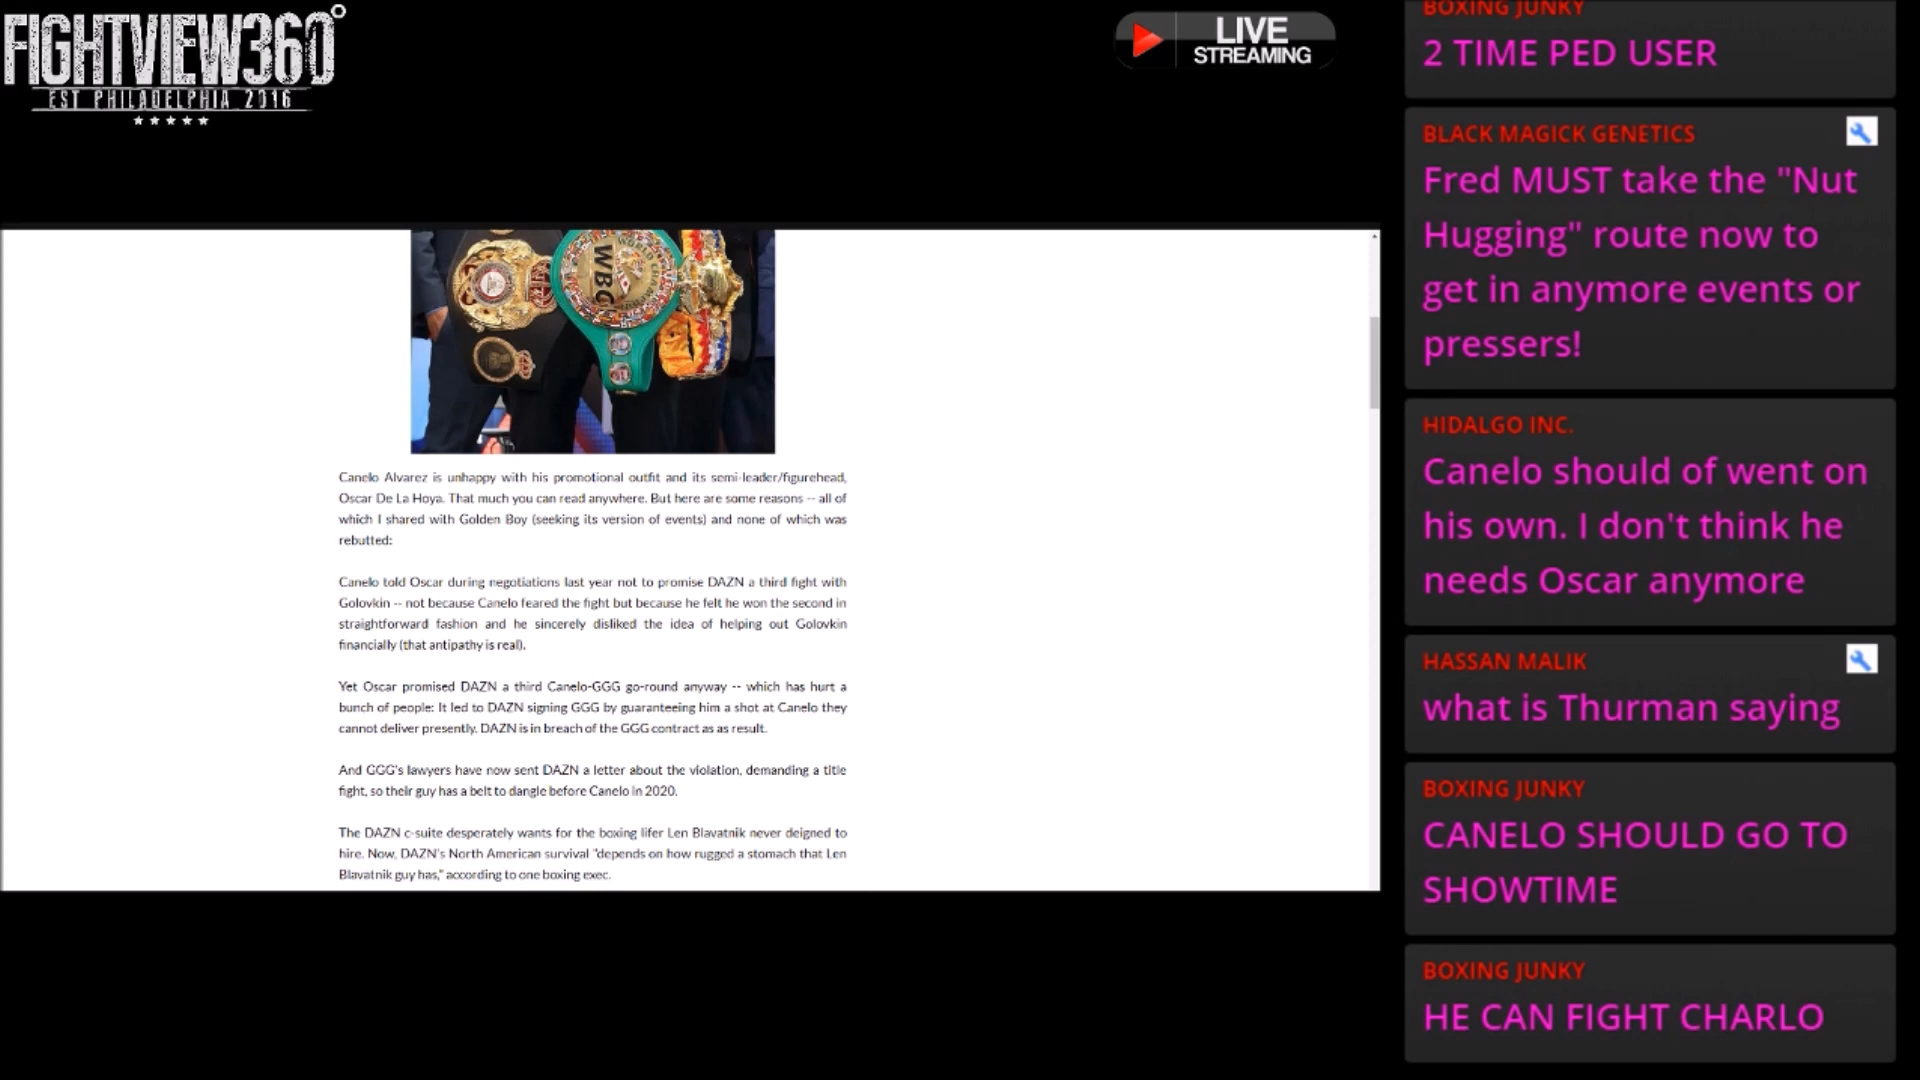 FIGHTVIEW360°
EST PHILADELPHIA 2016
LIVE
STREAMING
WBC
Canelo Alvarez is unhappy with his promotional outfit and its semi-leader/figurehead,
Oscar De La Hoya. That much you can read anywhere. But here are some reasons -- all of
which I shared with Golden Boy (seeking its version of events) and none of which was
rebutted:
Canelo told Oscar during negotiations last year not to promise DAZN a third fight with
Golovkin -- not because Canelo feared the fight but because he felt he won the second in
straightforward fashion and he sincerely disliked the idea of helping out Golovkin
financially (that antipathy is real).
Yet Oscar promised DAZN a third Canelo-GGG go-round anyway -- which has hurt a
bunch of people: It led to DAZN signing GGG by guaranteeing him a shot at Canelo they
cannot deliver presently. DAZN is in breach of the GGG contract as as result.
And GGG's lawyers have now sent DAZN a letter about the violation, demanding a title
fight, so their guy has a belt to dangle before Canelo in 2020.
The DAZN c-suite desperately wants for the boxing lifer Len Blavatnik never deigned to
hire. Now, DAZN's North American survival "depends on how rugged a stomach that Len
Blavatnik guy has," according to one boxing exec.
BOXING JUNKY
2 TIME PED USER
BLACK MAGICK GENETICS
Fred MUST take the "Nut
Hugging" route now to
get in anymore events or
pressers!
HIDALGO INC.
Canelo should of went on
his own. I don't think he
needs Oscar anymore
HASSAN MALIK
what is Thurman saying
BOXING JUNKY
CANELO SHOULD GO TO
SHOWTIME
BOXING JUNKY
HE CAN FIGHT CHARLO